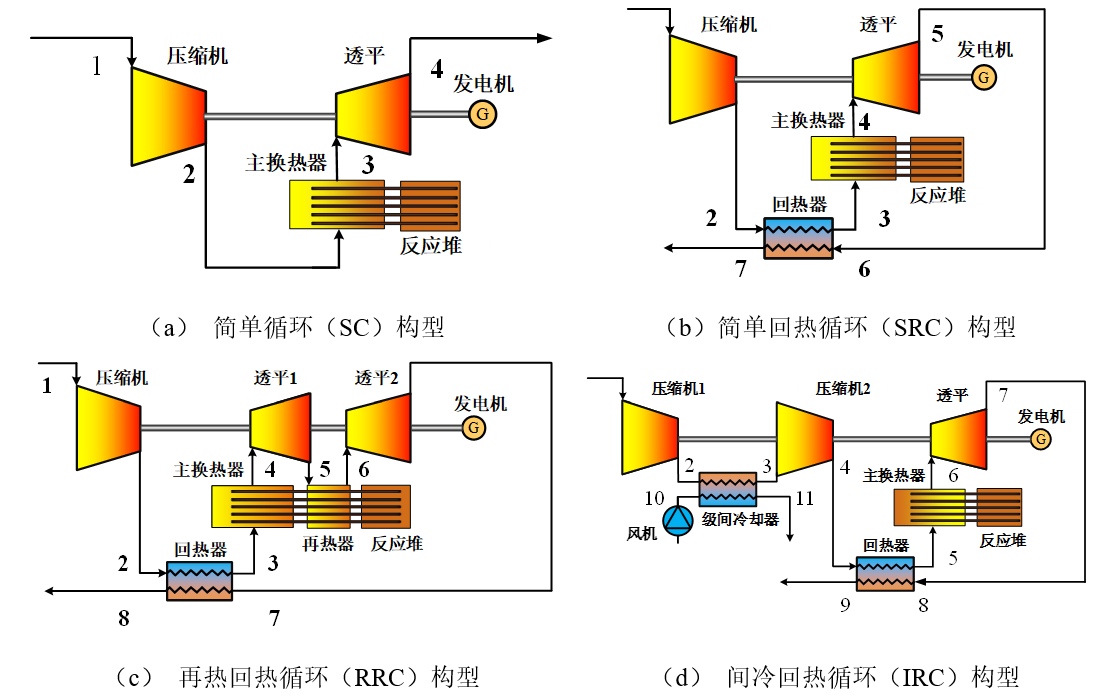 压缩机
透平
1
4
发电机
G
主换热器
3
2
反应堆
（a） 简单循环（SC）构型
压缩机
透平
5
发电机
G
主换热器
4
反应堆
回热器
2
3
7
6
（b）简单回热循环（SRC）构型
1
压缩机
透平1
透平2
发电机
G
主换热器
4
5
6
回热器
再热器
反应堆
2
3
8
7
（c） 再热回热循环（RRC）构型
压缩机1
压缩机2
透平
7
发电机
G
2
3
4
主换热器
6
10
11
风机
级间冷却器
回热器
反应堆
5
9
8
（d） 间冷回热循环（IRC）构型